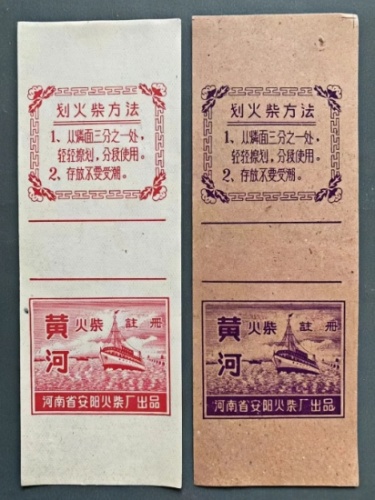 划火柴方法
1、从磷面三分之一处，
轻轻擦划，分段使用。
2、存放不要受潮。
黄河
火柴 註册
河南省安阳火柴厂出品
划火柴方法
1、从磷面三分之一处，
轻轻擦划，分段使用。
2、存放不要受潮。
黄河
火柴 註册
河南省安阳火柴厂出品